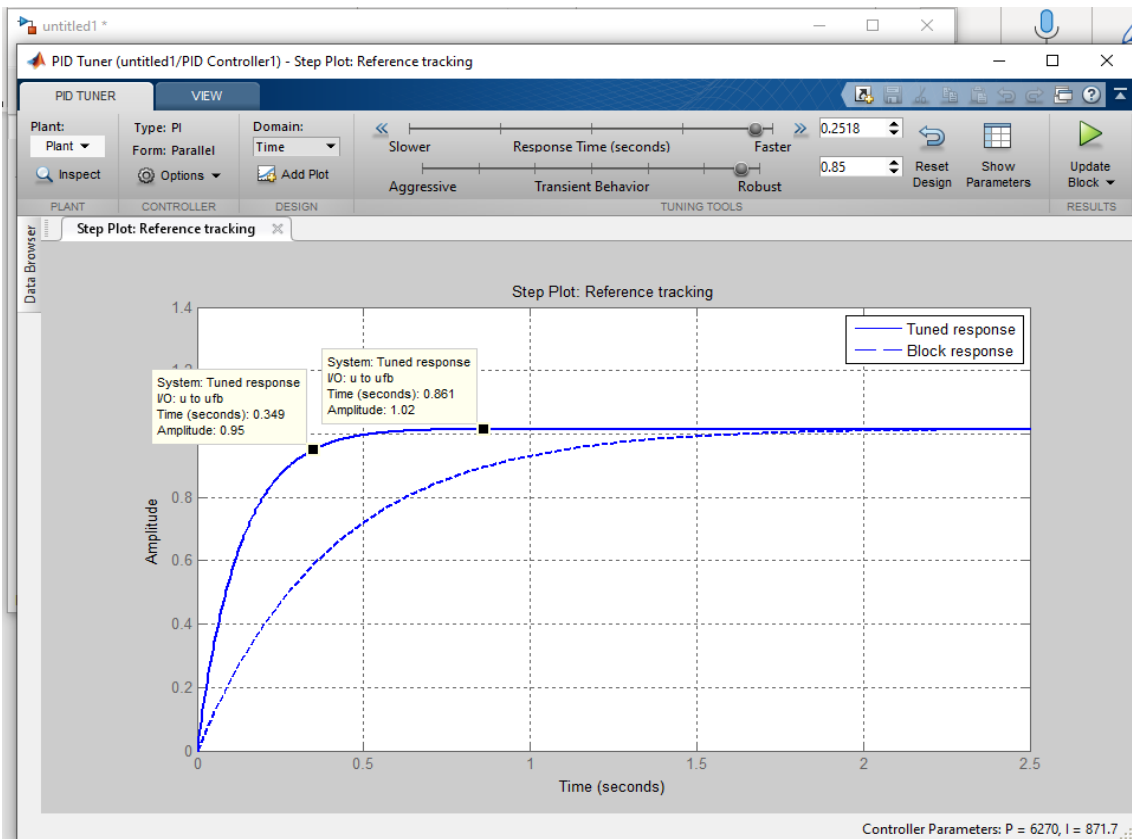 untitled1 *
PID Tuner (untitled1/PID Controller1) - Step Plot: Reference tracking
PID TUNER
VIEW
Plant:
Plant
Inspect
PLANT
Type: PI
Form: Parallel
Options
CONTROLLER
Domain:
Time
Add Plot
DESIGN
Slower
Response Time (seconds)
Faster
0.2518
Aggressive
Transient Behavior
Robust
0.85
Reset
Design
Show
Parameters
TUNING TOOLS
Update
Block
RESULTS
Data Browser
Step Plot: Reference tracking
Step Plot: Reference tracking
Tuned response
Block response
System: Tuned response
I/O: u to ufb
Time (seconds): 0.349
Amplitude: 0.95
System: Tuned response
I/O: u to ufb
Time (seconds): 0.861
Amplitude: 1.02
1.4
0.8
0.6
0.4
0.2
0
Amplitude
0
0.5
1
1.5
2
2.5
Time (seconds)
Controller Parameters: P = 6270, I = 871.7